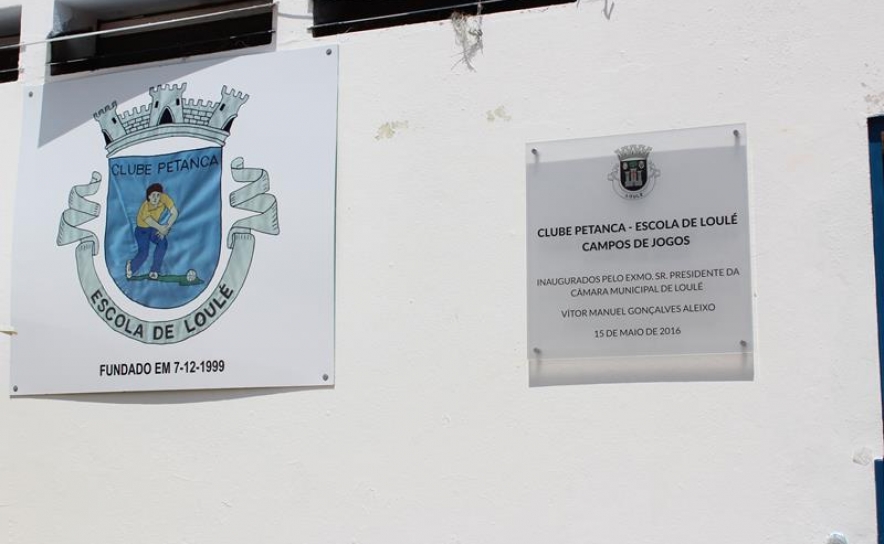 CLUBE PETANCA
ESCOLA DE LOULÉ
FUNDADO EM 7-12-1999
LOULÉ
CLUBE PETANCA - ESCOLA DE LOULÉ
CAMPOS DE JOGOS
INAUGURADOS PELO EXMO. SR. PRESIDENTE DA
CÂMARA MUNICIPAL DE LOULÉ
VÍTOR MANUEL GONÇALVES ALEIXO
15 DE MAIO DE 2016